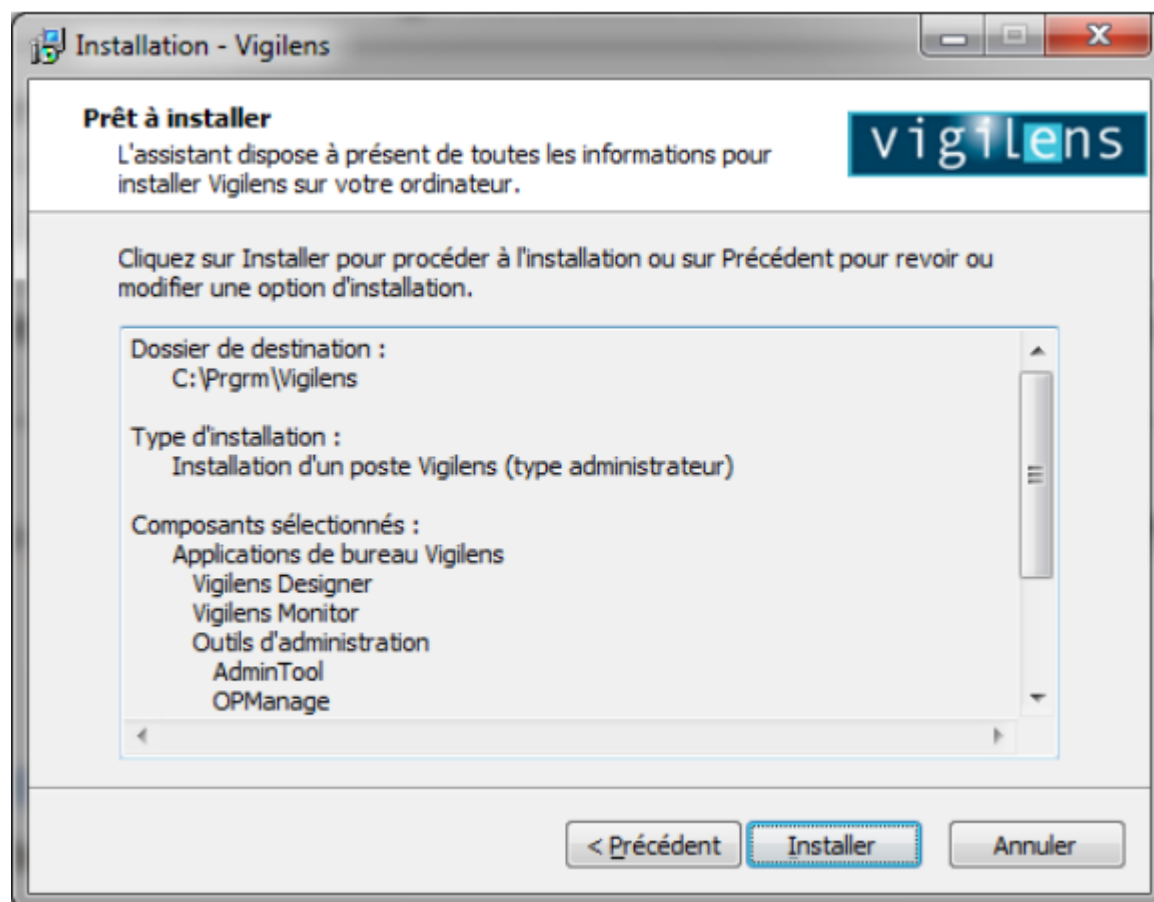 Installation - Vigilens
Prêt à installer
L'assistant dispose à présent de toutes les informations pour
installer Vigilens sur votre ordinateur.
vigilens
Cliquez sur Installer pour procéder à l'installation ou sur Précédent pour revoir ou
modifier une option d'installation.
Dossier de destination :
C:\Prgrm\Vigilens
Type d'installation :
Installation d'un poste Vigilens (type administrateur)
Composants sélectionnés :
Applications de bureau Vigilens
Vigilens Designer
Vigilens Monitor
Outils d'administration
AdminTool
OPManage
< Précédent
Installer
Annuler